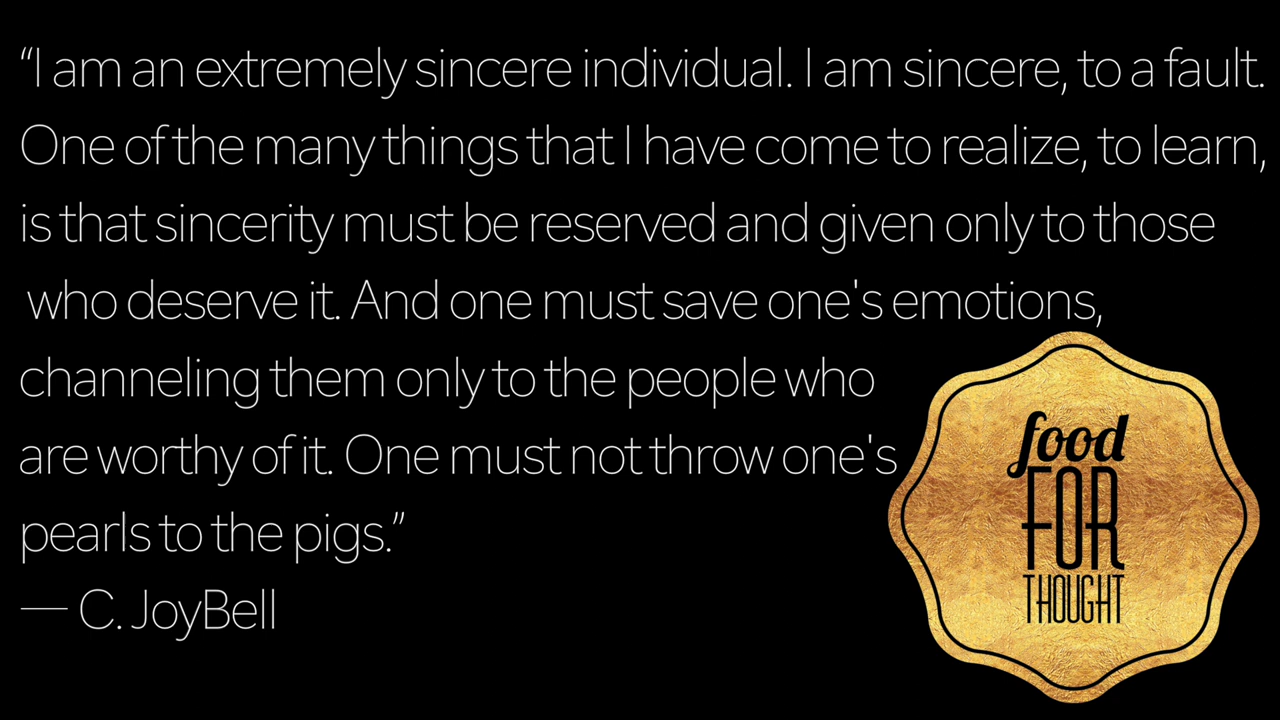 “I am an extremely sincere individual. I am sincere, to a fault.
One of the many things that I have come to realize, to learn,
is that sincerity must be reserved and given only to those
who deserve it. And one must save one's emotions,
channeling them only to the people who
are worthy of it. One must not throw one's
pearls to the pigs.”
— C. JoyBell
food
FOR
THOUGHT